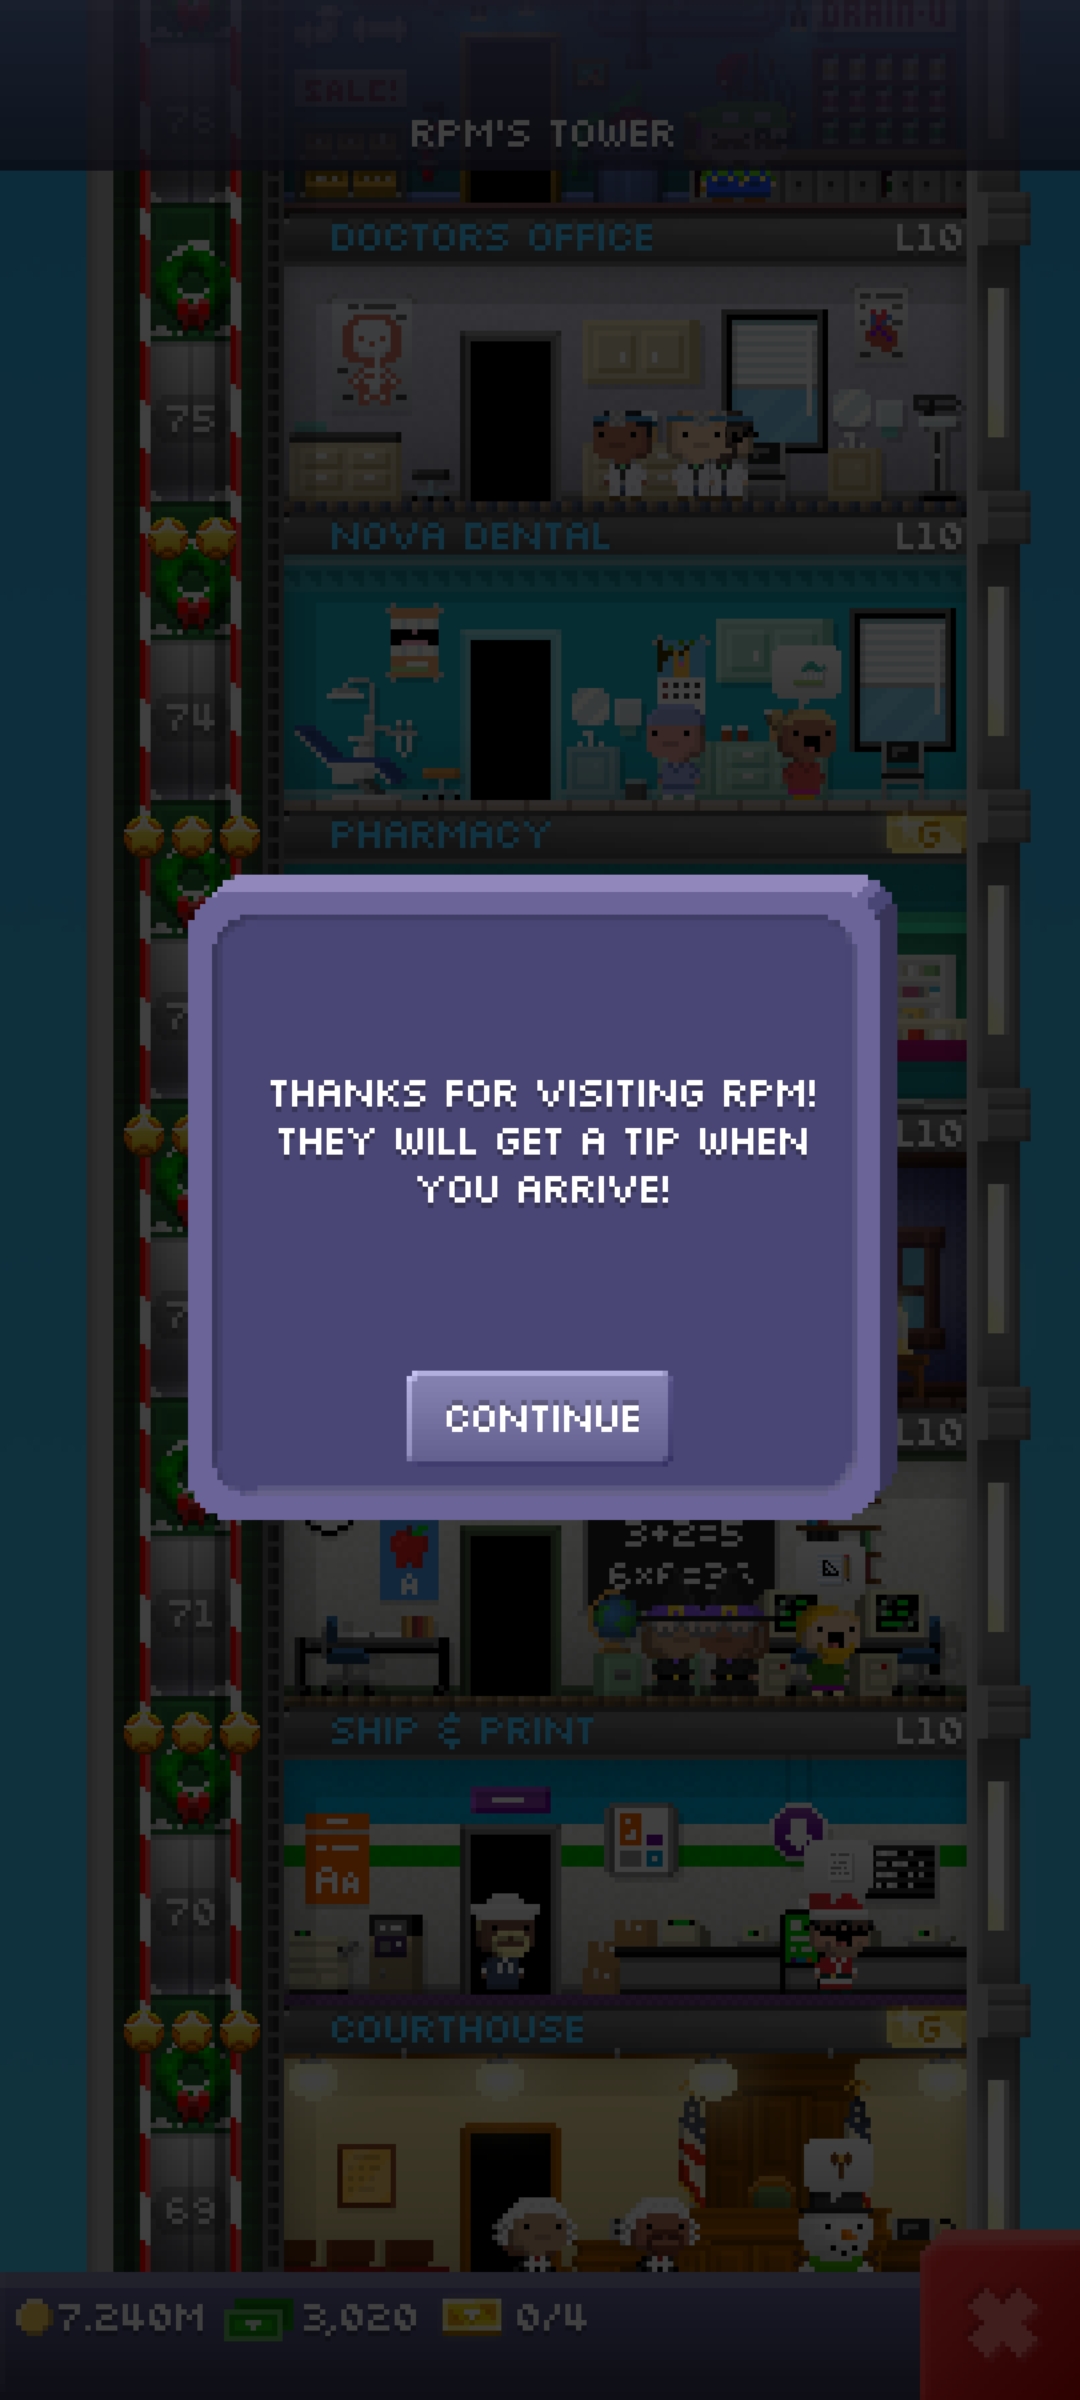 DRAIN-O
SALE!
76
RPM'S TOWER
DOCTORS OFFICE L10
75
NOVA DENTAL L10
74
PHARMACY G
L10
L10
3+2=5
A
71
SHIP & PRINT L10
Aa
70
COURTHOUSE G
69
THANKS FOR VISITING RPM!
THEY WILL GET A TIP WHEN
YOU ARRIVE!
CONTINUE
7.240M 3,020 0/4